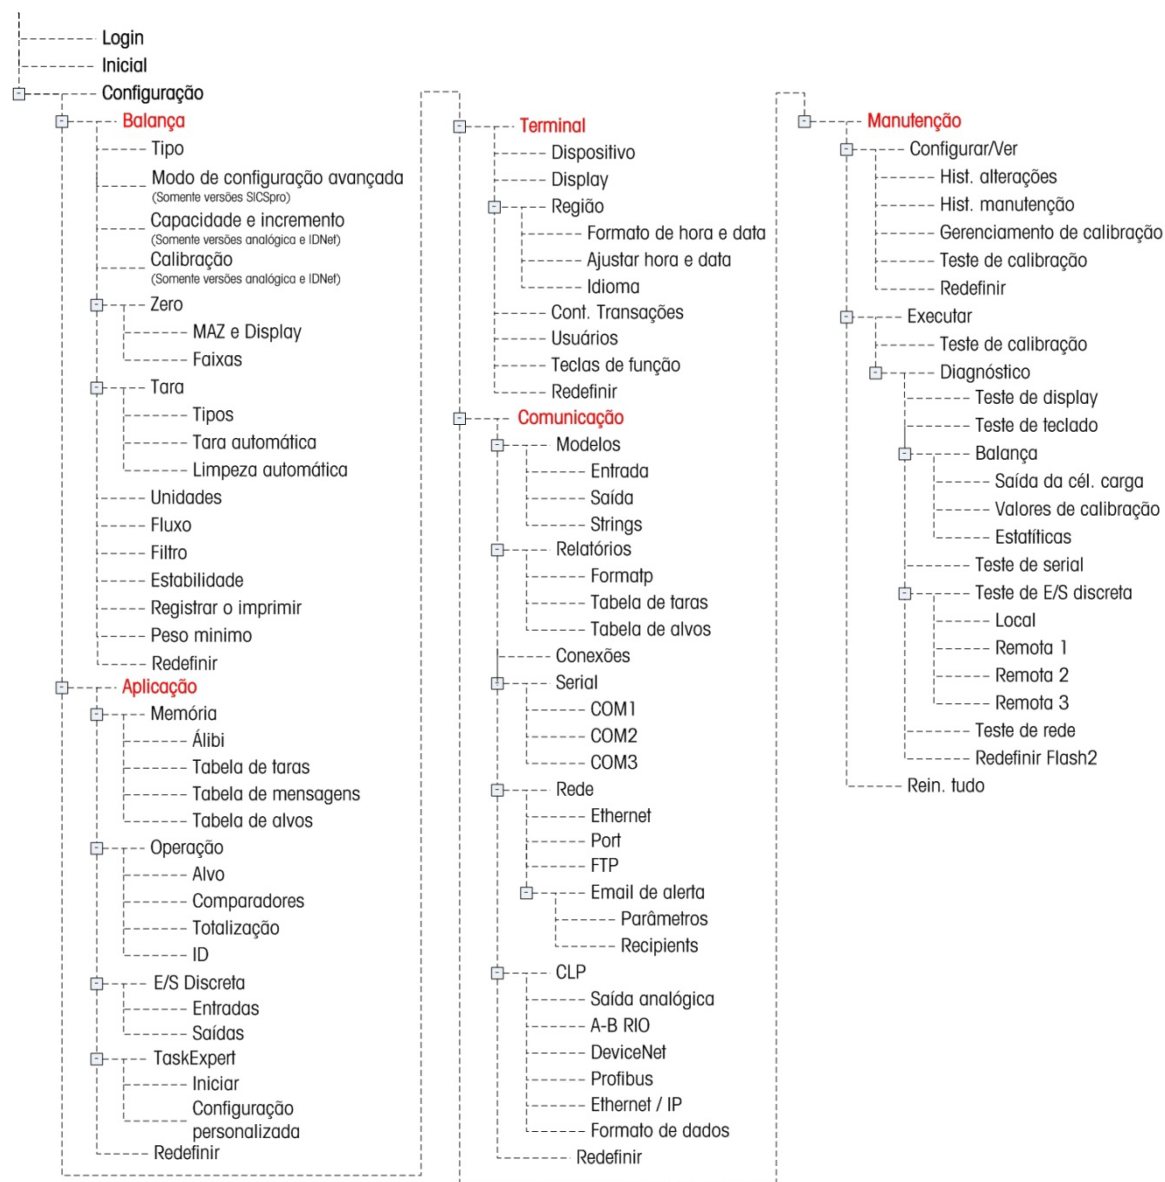 Login
Inicial
Configuração
Balança
Tipo
Modo de configuração avançada
(Somente versões SICSpro)
Capacidade e incremento
(Somente versões analógica e IDNet)
Calibração
(Somente versões analógica e IDNet)
Zero
MAZ e Display
Faixas
Tara
Tipos
Tara automática
Limpeza automática
Unidades
Fluxo
Filtro
Estabilidade
Registrar o imprimir
Peso minimo
Redefinir
Aplicação
Memória
Álibi
Tabela de taras
Tabela de mensagens
Tabela de alvos
Operação
Alvo
Comparadores
Totalização
ID
E/S Discreta
Entradas
Saídas
TaskExpert
Iniciar
Configuração
personalizada
Redefinir
Terminal
Dispositivo
Display
Região
Formato de hora e data
Ajustar hora e data
Idioma
Cont. Transações
Usuários
Teclas de função
Redefinir
Comunicação
Modelos
Entrada
Saída
Strings
Relatórios
Formatp
Tabela de taras
Tabela de alvos
Conexões
Serial
COM1
COM2
COM3
Rede
Ethernet
Port
FTP
Email de alerta
Parâmetros
Recipients
CLP
Saída analógica
A-B RIO
DeviceNet
Profibus
Ethernet / IP
Formato de dados
Redefinir
Manutenção
Configurar/Ver
Hist. alterações
Hist. manutenção
Gerenciamento de calibração
Teste de calibração
Redefinir
Executar
Teste de calibração
Diagnóstico
Teste de display
Teste de teclado
Balança
Saída da cél. carga
Valores de calibração
Estatíticas
Teste de serial
Teste de E/S discreta
Local
Remota 1
Remota 2
Remota 3
Teste de rede
Redefinir Flash2
Rein. tudo